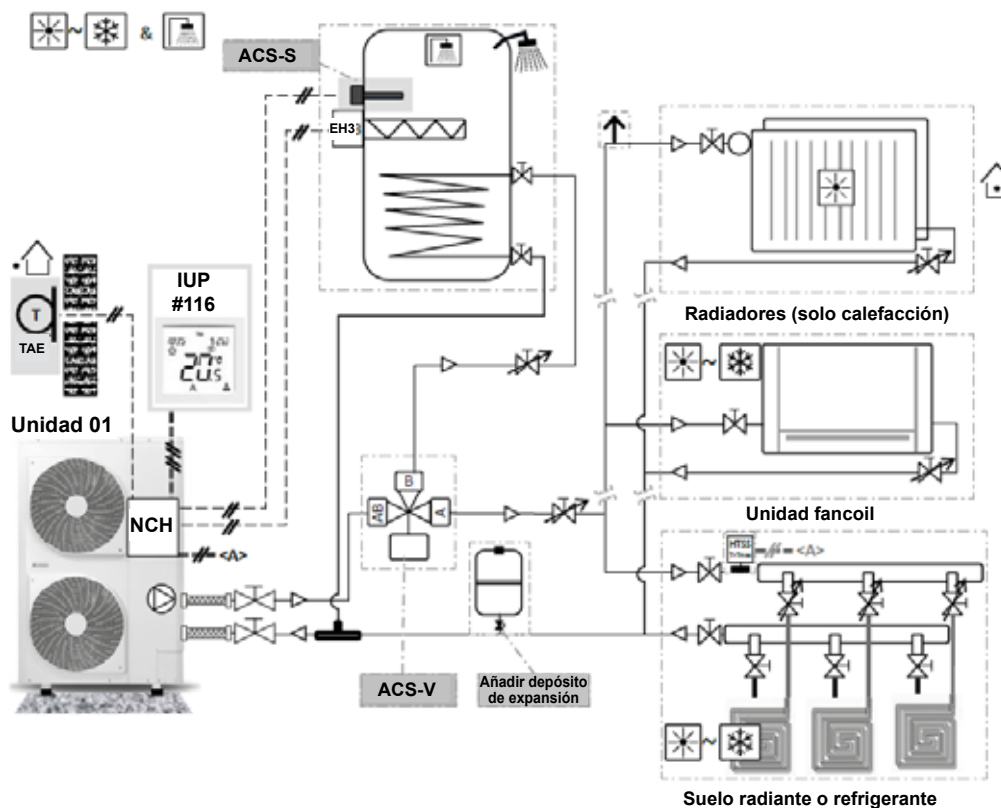 &
ACS-S
EH3
IUP
#116
T
TAE
Unidad 01
NCH
<A>
B
AB
A
ACS-V
Añadir depósito
de expansión
Radiadores (solo calefacción)
Unidad fancoil
HTSS
<A>
Suelo radiante o refrigerante